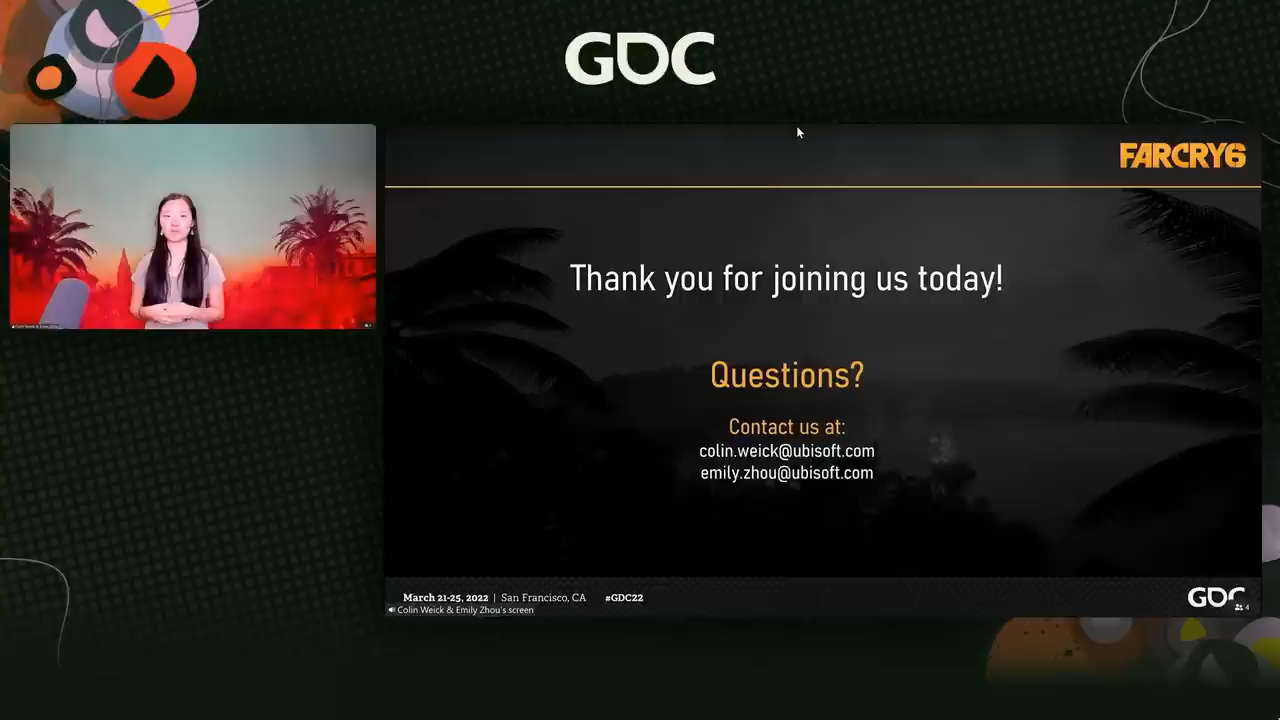 GDC
FARCRY6
Thank you for joining us today!
Questions?
Contact us at:
colin.weick@ubisoft.com
emily.zhou@ubisoft.com
March 21-25, 2022 | San Francisco, CA #GDC22
GDC
4
Colin Weick & Emily Zhou's screen